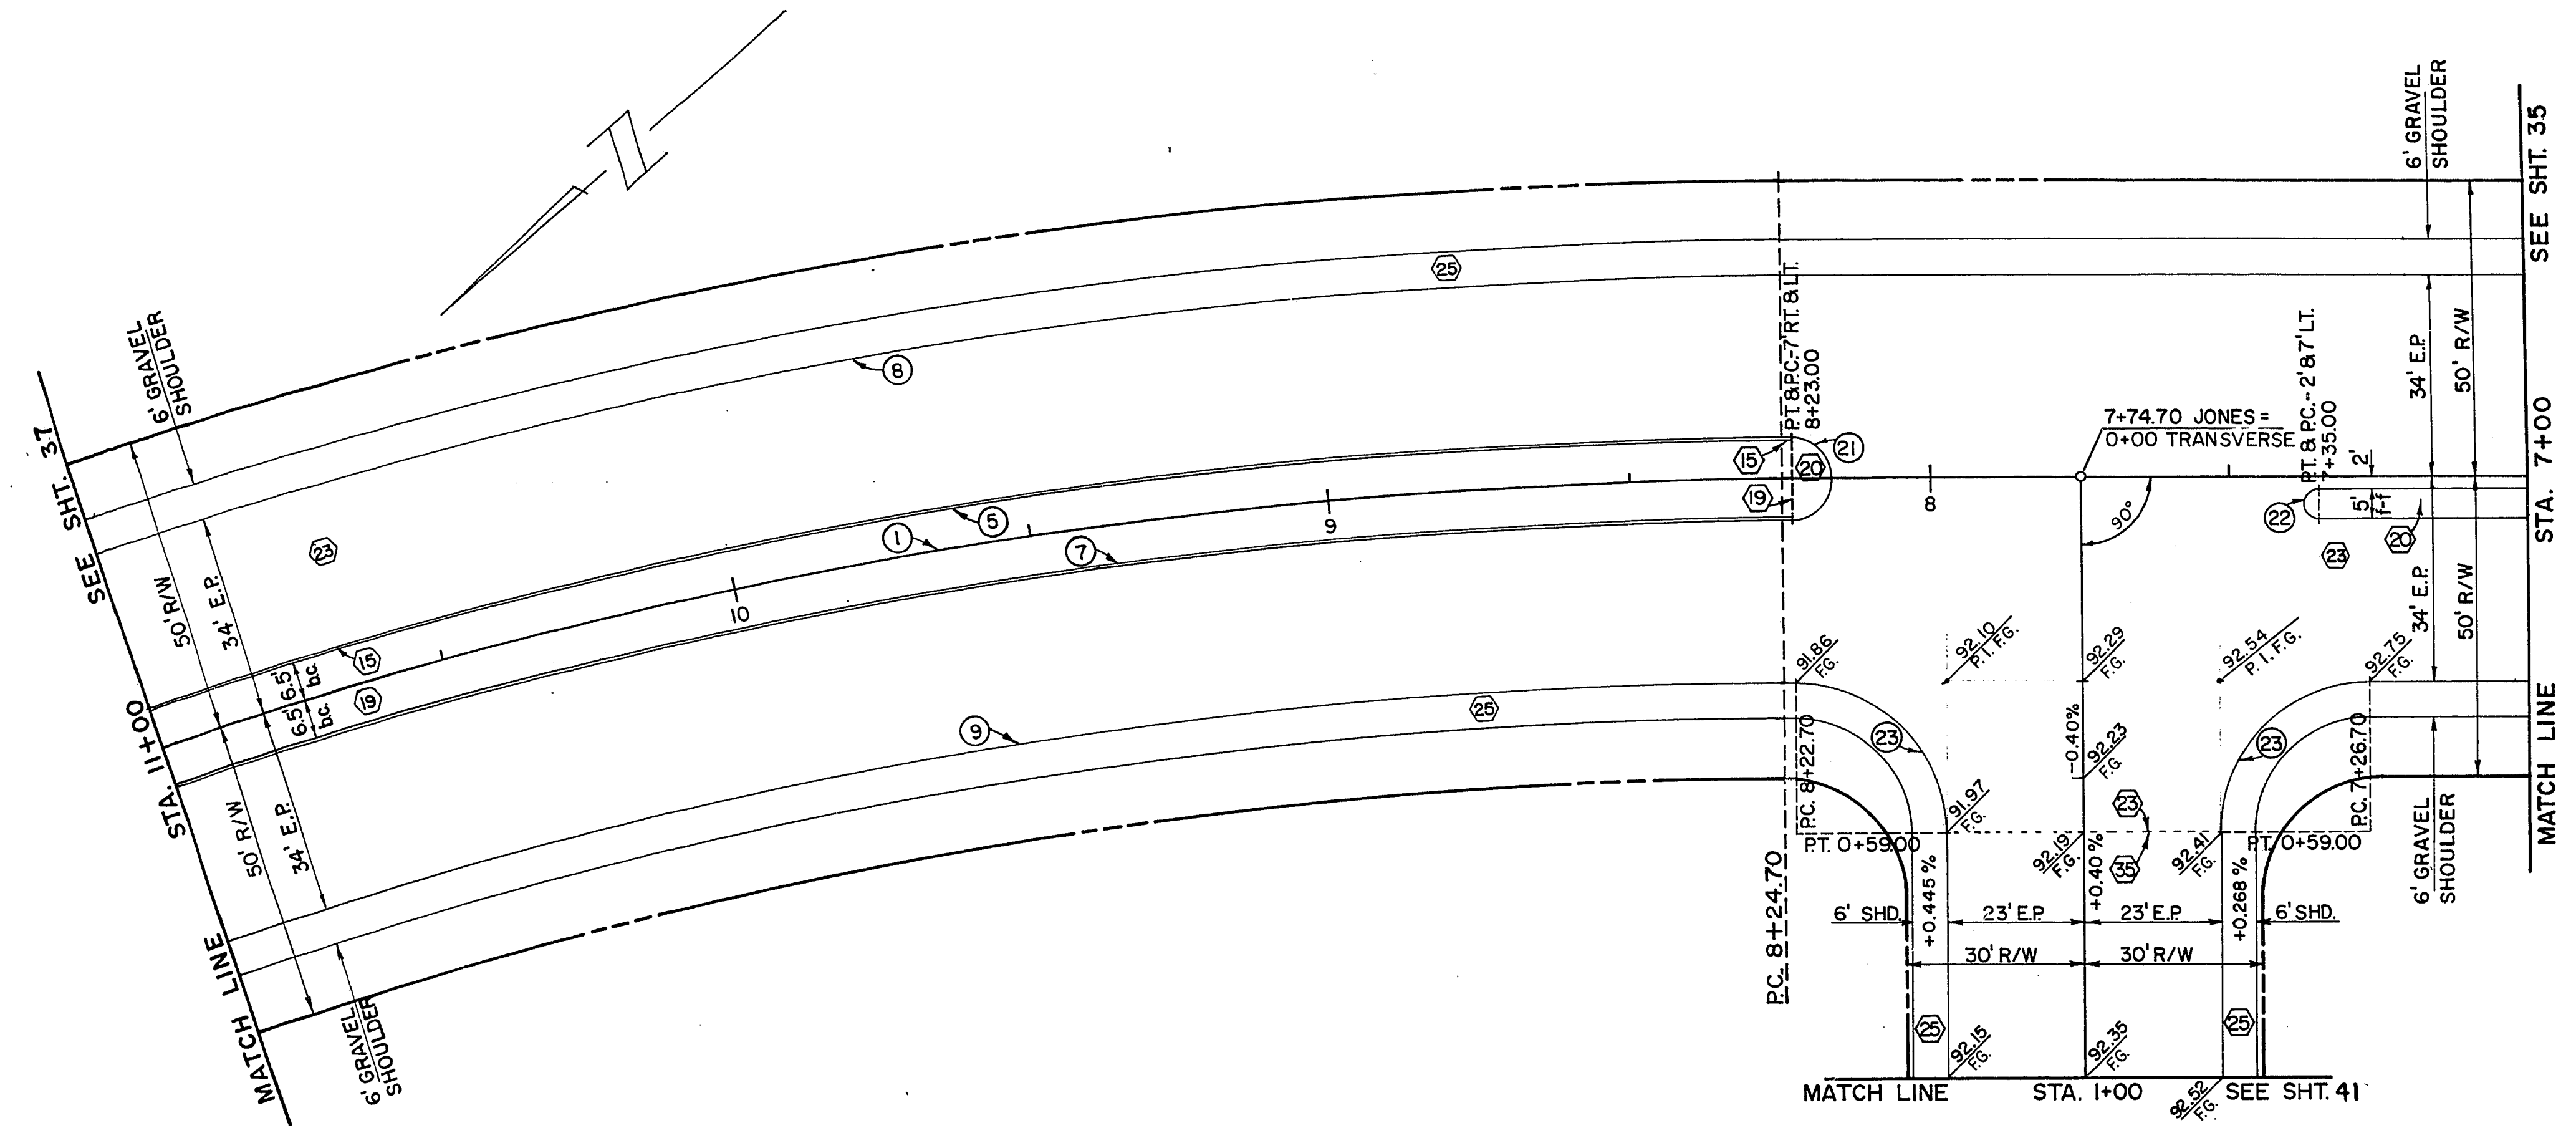 6' GRAVEL
SHOULDER
SEE SHT. 35
25
P.T. & P.C.-7' RT. & LT.
8+23.00
P.T. & P.C.- 2' & 7' LT.
7+35.00
34' E.P.
50' R/W
6' GRAVEL
SHOULDER
8
7+74.70 JONES =
0+00 TRANSVERSE
SEE SHT. 37
STA. 7+00
15
20
21
2'
19
8
9
5
1
7
10
23
90°
22
5'
f-f
20
23
50' R/W
34' E.P.
34' E.P.
50' R/W
15
6.5'
b.c.
19
6.5'
b.c.
91.86
F.G.
92.10
P.I. F.G.
92.29
F.G.
92.54
P.I. F.G.
92.75
F.G.
STA. 11+00
9
25
P.C. 8+22.70
23
-0.40%
92.23
F.G.
23
P.C. 7+26.70
MATCH LINE
50' R/W
34' E.P.
91.97
F.G.
23
P.T. 0+59.00
92.19
F.G.
+0.40%
35
92.41
F.G.
P.T. 0+59.00
6' GRAVEL
SHOULDER
P.C. 8+24.70
+0.445%
+0.268%
6' SHD.
23' E.P.
23' E.P.
6' SHD.
30' R/W
30' R/W
MATCH LINE
6' GRAVEL
SHOULDER
25
92.15
F.G.
92.35
F.G.
25
92.52
F.G.
MATCH LINE STA. 1+00 SEE SHT. 41